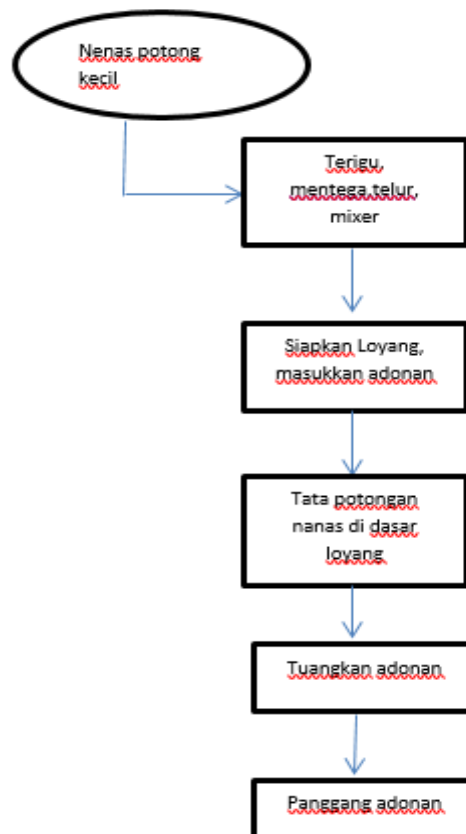 Nenas potong
kecil
Terigu,
mentega,telur,
mixer
Siapkan Loyang,
masukkan adonan
Tata potongan
nanas di dasar
loyang
Tuangkan adonan
Panggang adonan